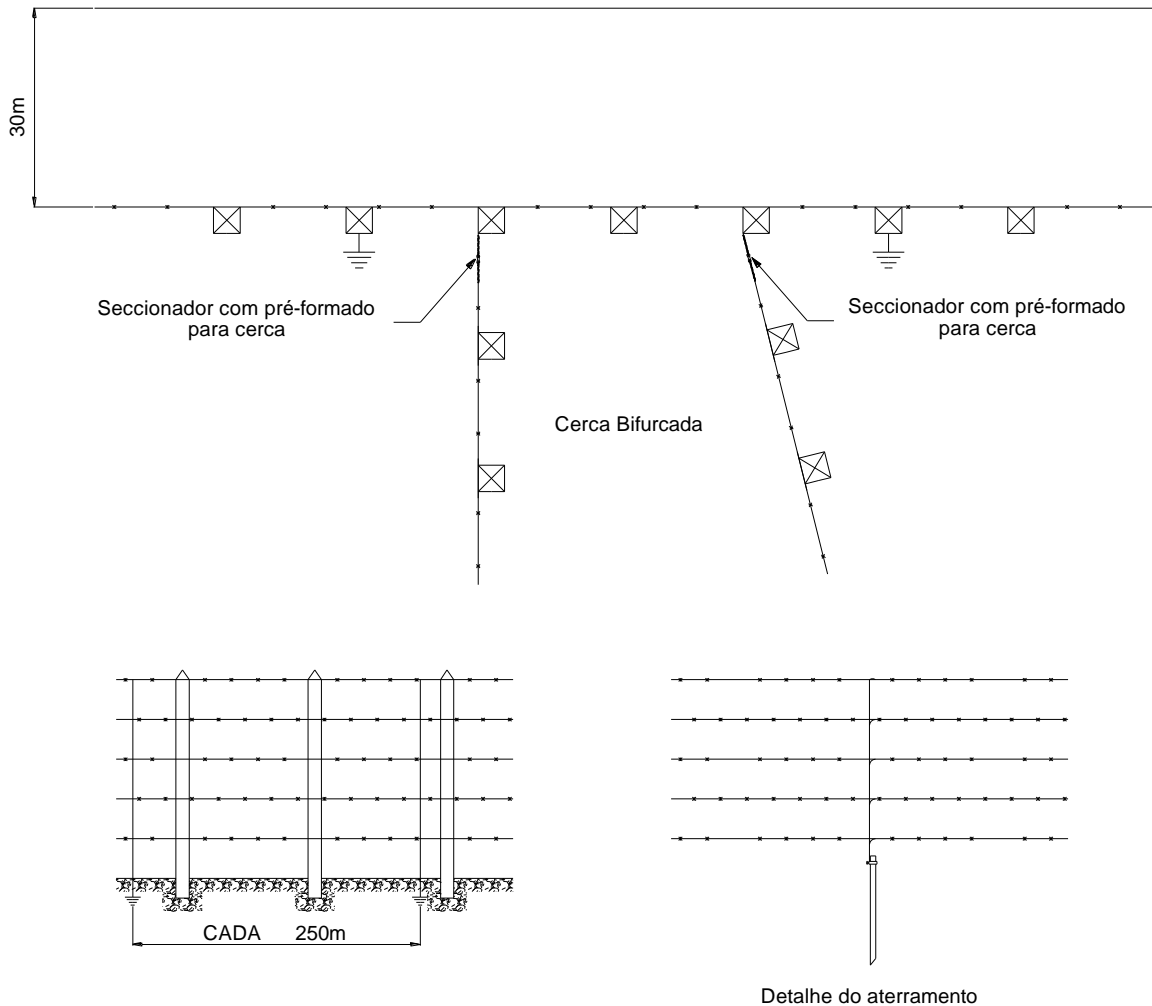 30m
Seccionador com pré-formado
para cerca
Seccionador com pré-formado
para cerca
Cerca Bifurcada
CADA 250m
Detalhe do aterramento